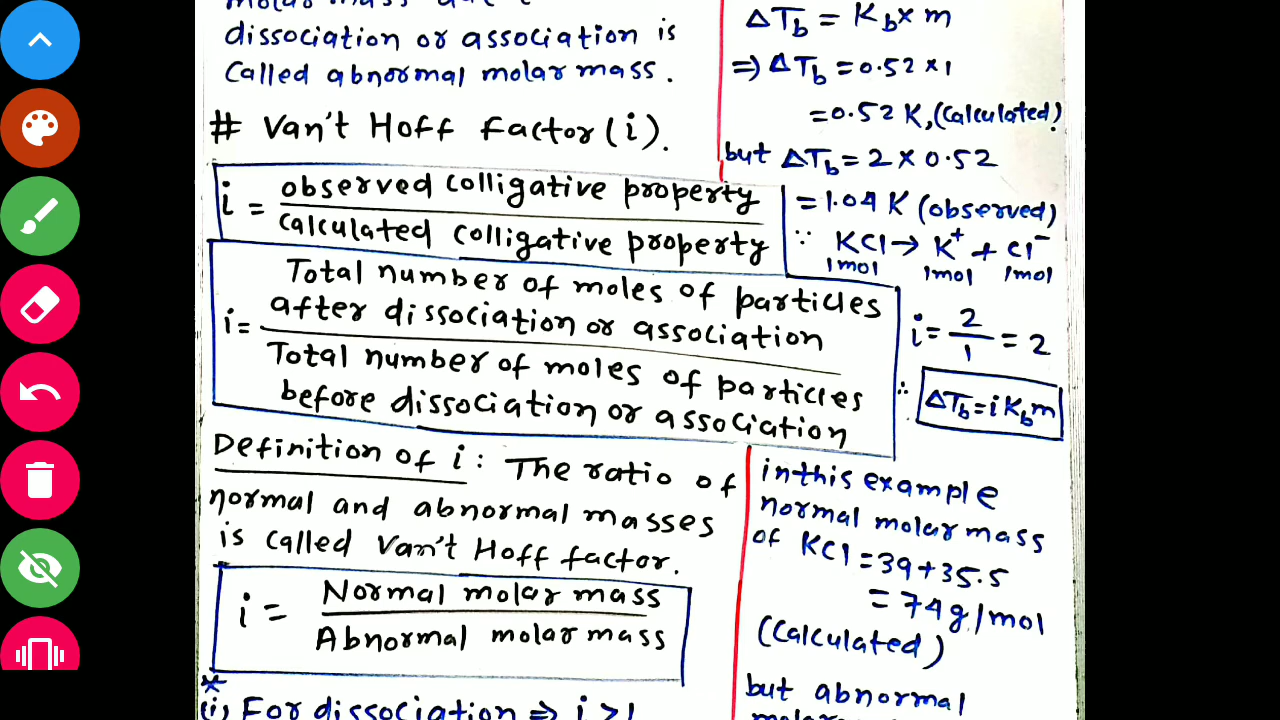 dissociation or association is
called abnormal molar mass.
# Van't Hoff factor(i).
i = observed colligative property
calculated colligative property
i = Total number of moles of particles
after dissociation or association
Total number of moles of particles
before dissociation or association
Definition of i : The ratio of
normal and abnormal masses
is called Van't Hoff factor.
i = Normal molar mass
Abnormal molar mass
*
(i) For dissociation ⇒ i >1
ΔTb = Kb× m
⇒ ΔTb = 0.52 × 1
= 0.52 K, (calculated)
but ΔTb = 2 × 0.52
= 1.04 K (observed)
∵ KCl → K⁺ + Cl⁻
1mol 1mol 1mol
i = 2/1 = 2
∴ ΔTb = i Kb m
in this example
normal molar mass
of KCl = 39+35.5
= 74 g/mol
(calculated)
but abnormal